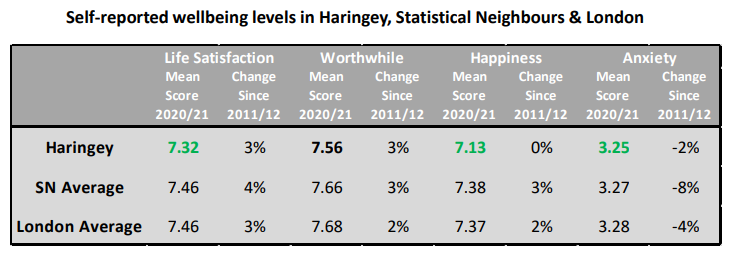 Self-reported wellbeing levels in Haringey, Statistical Neighbours & London
Life Satisfaction Worthwhile Happiness Anxiety
Mean Change Mean Change Mean Change Mean Change
Score Since Score Since Score Since Score Since
2020/21 2011/12 2020/21 2011/12 2020/21 2011/12 2020/21 2011/12
Haringey 7.32 3% 7.56 3% 7.13 0% 3.25 -2%
SN Average 7.46 4% 7.66 3% 7.38 3% 3.27 -8%
London Average 7.46 3% 7.68 2% 7.37 2% 3.28 -4%